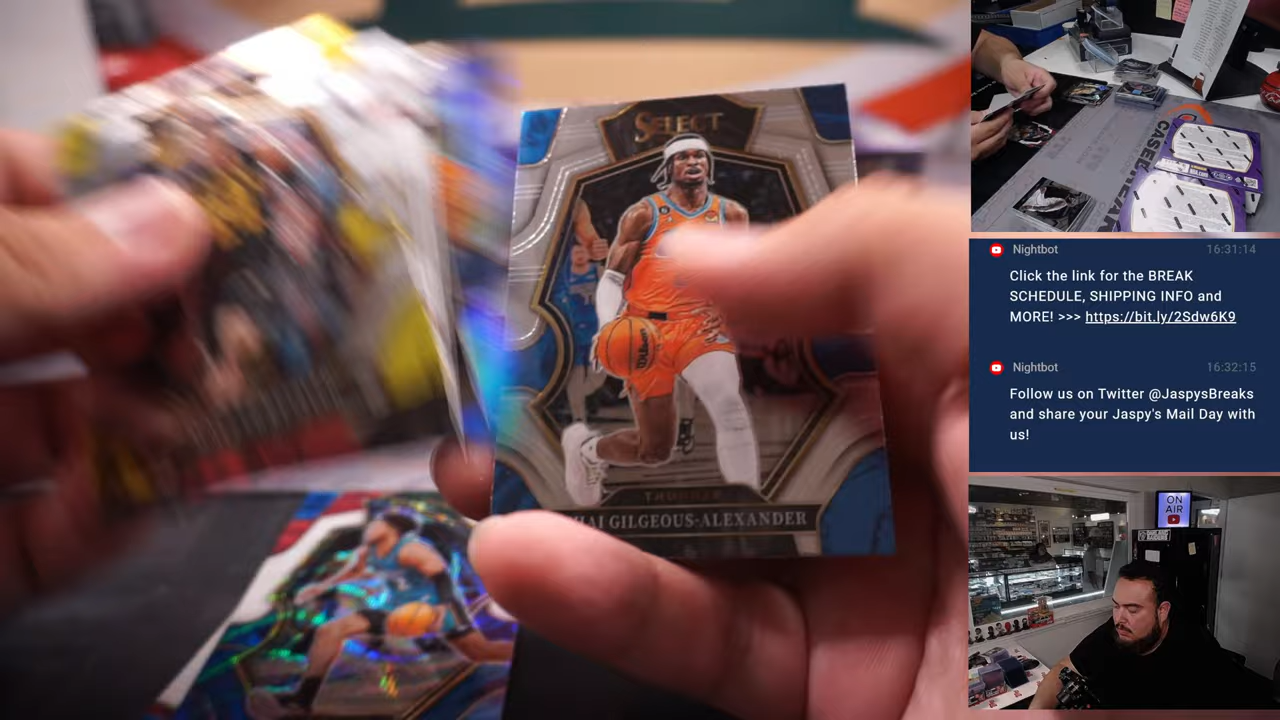 SELECT
THUNDER
HAI GILGEOUS-ALEXANDER
Wilson
Nightbot
16:31:14
Click the link for the BREAK
SCHEDULE, SHIPPING INFO and
MORE! >>> https://bit.ly/2Sdw6K9
Nightbot
16:32:15
Follow us on Twitter @JaspysBreaks
and share your Jaspy's Mail Day with
us!
ON
AIR